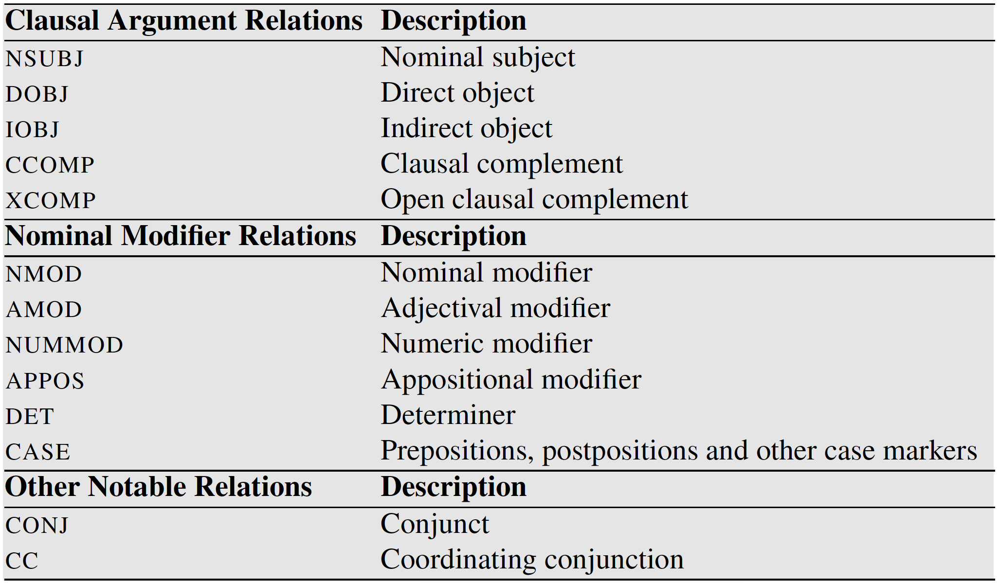 Clausal Argument Relations Description
NSUBJ Nominal subject
DOBJ Direct object
IOBJ Indirect object
CCOMP Clausal complement
XCOMP Open clausal complement
Nominal Modifier Relations Description
NMOD Nominal modifier
AMOD Adjectival modifier
NUMMOD Numeric modifier
APPOS Appositional modifier
DET Determiner
CASE Prepositions, postpositions and other case markers
Other Notable Relations Description
CONJ Conjunct
CC Coordinating conjunction